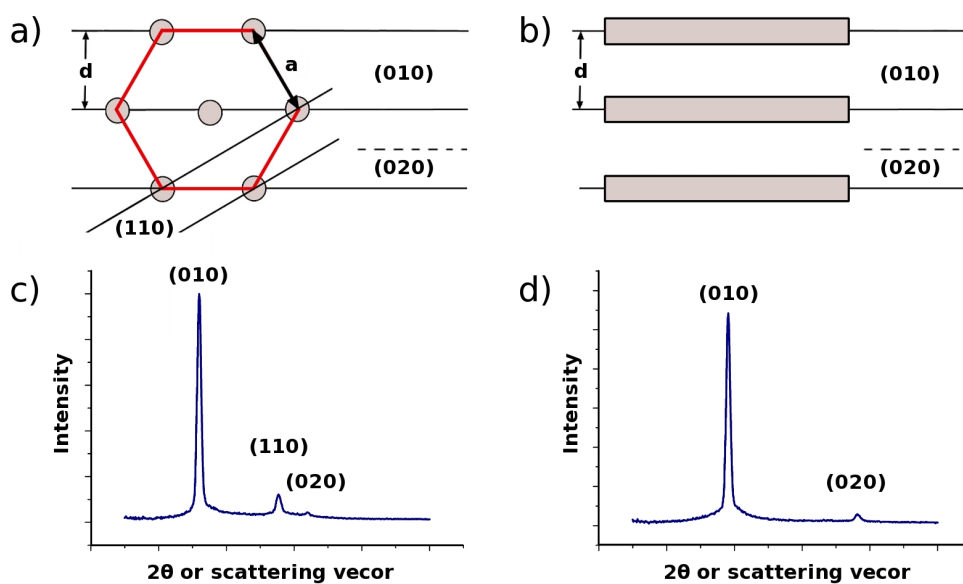 a)
d
a
(010)
(020)
(110)
b)
d
(010)
(020)
c)
(010)
(110)
(020)
Intensity
2θ or scattering vecor
d)
(010)
(020)
Intensity
2θ or scattering vecor